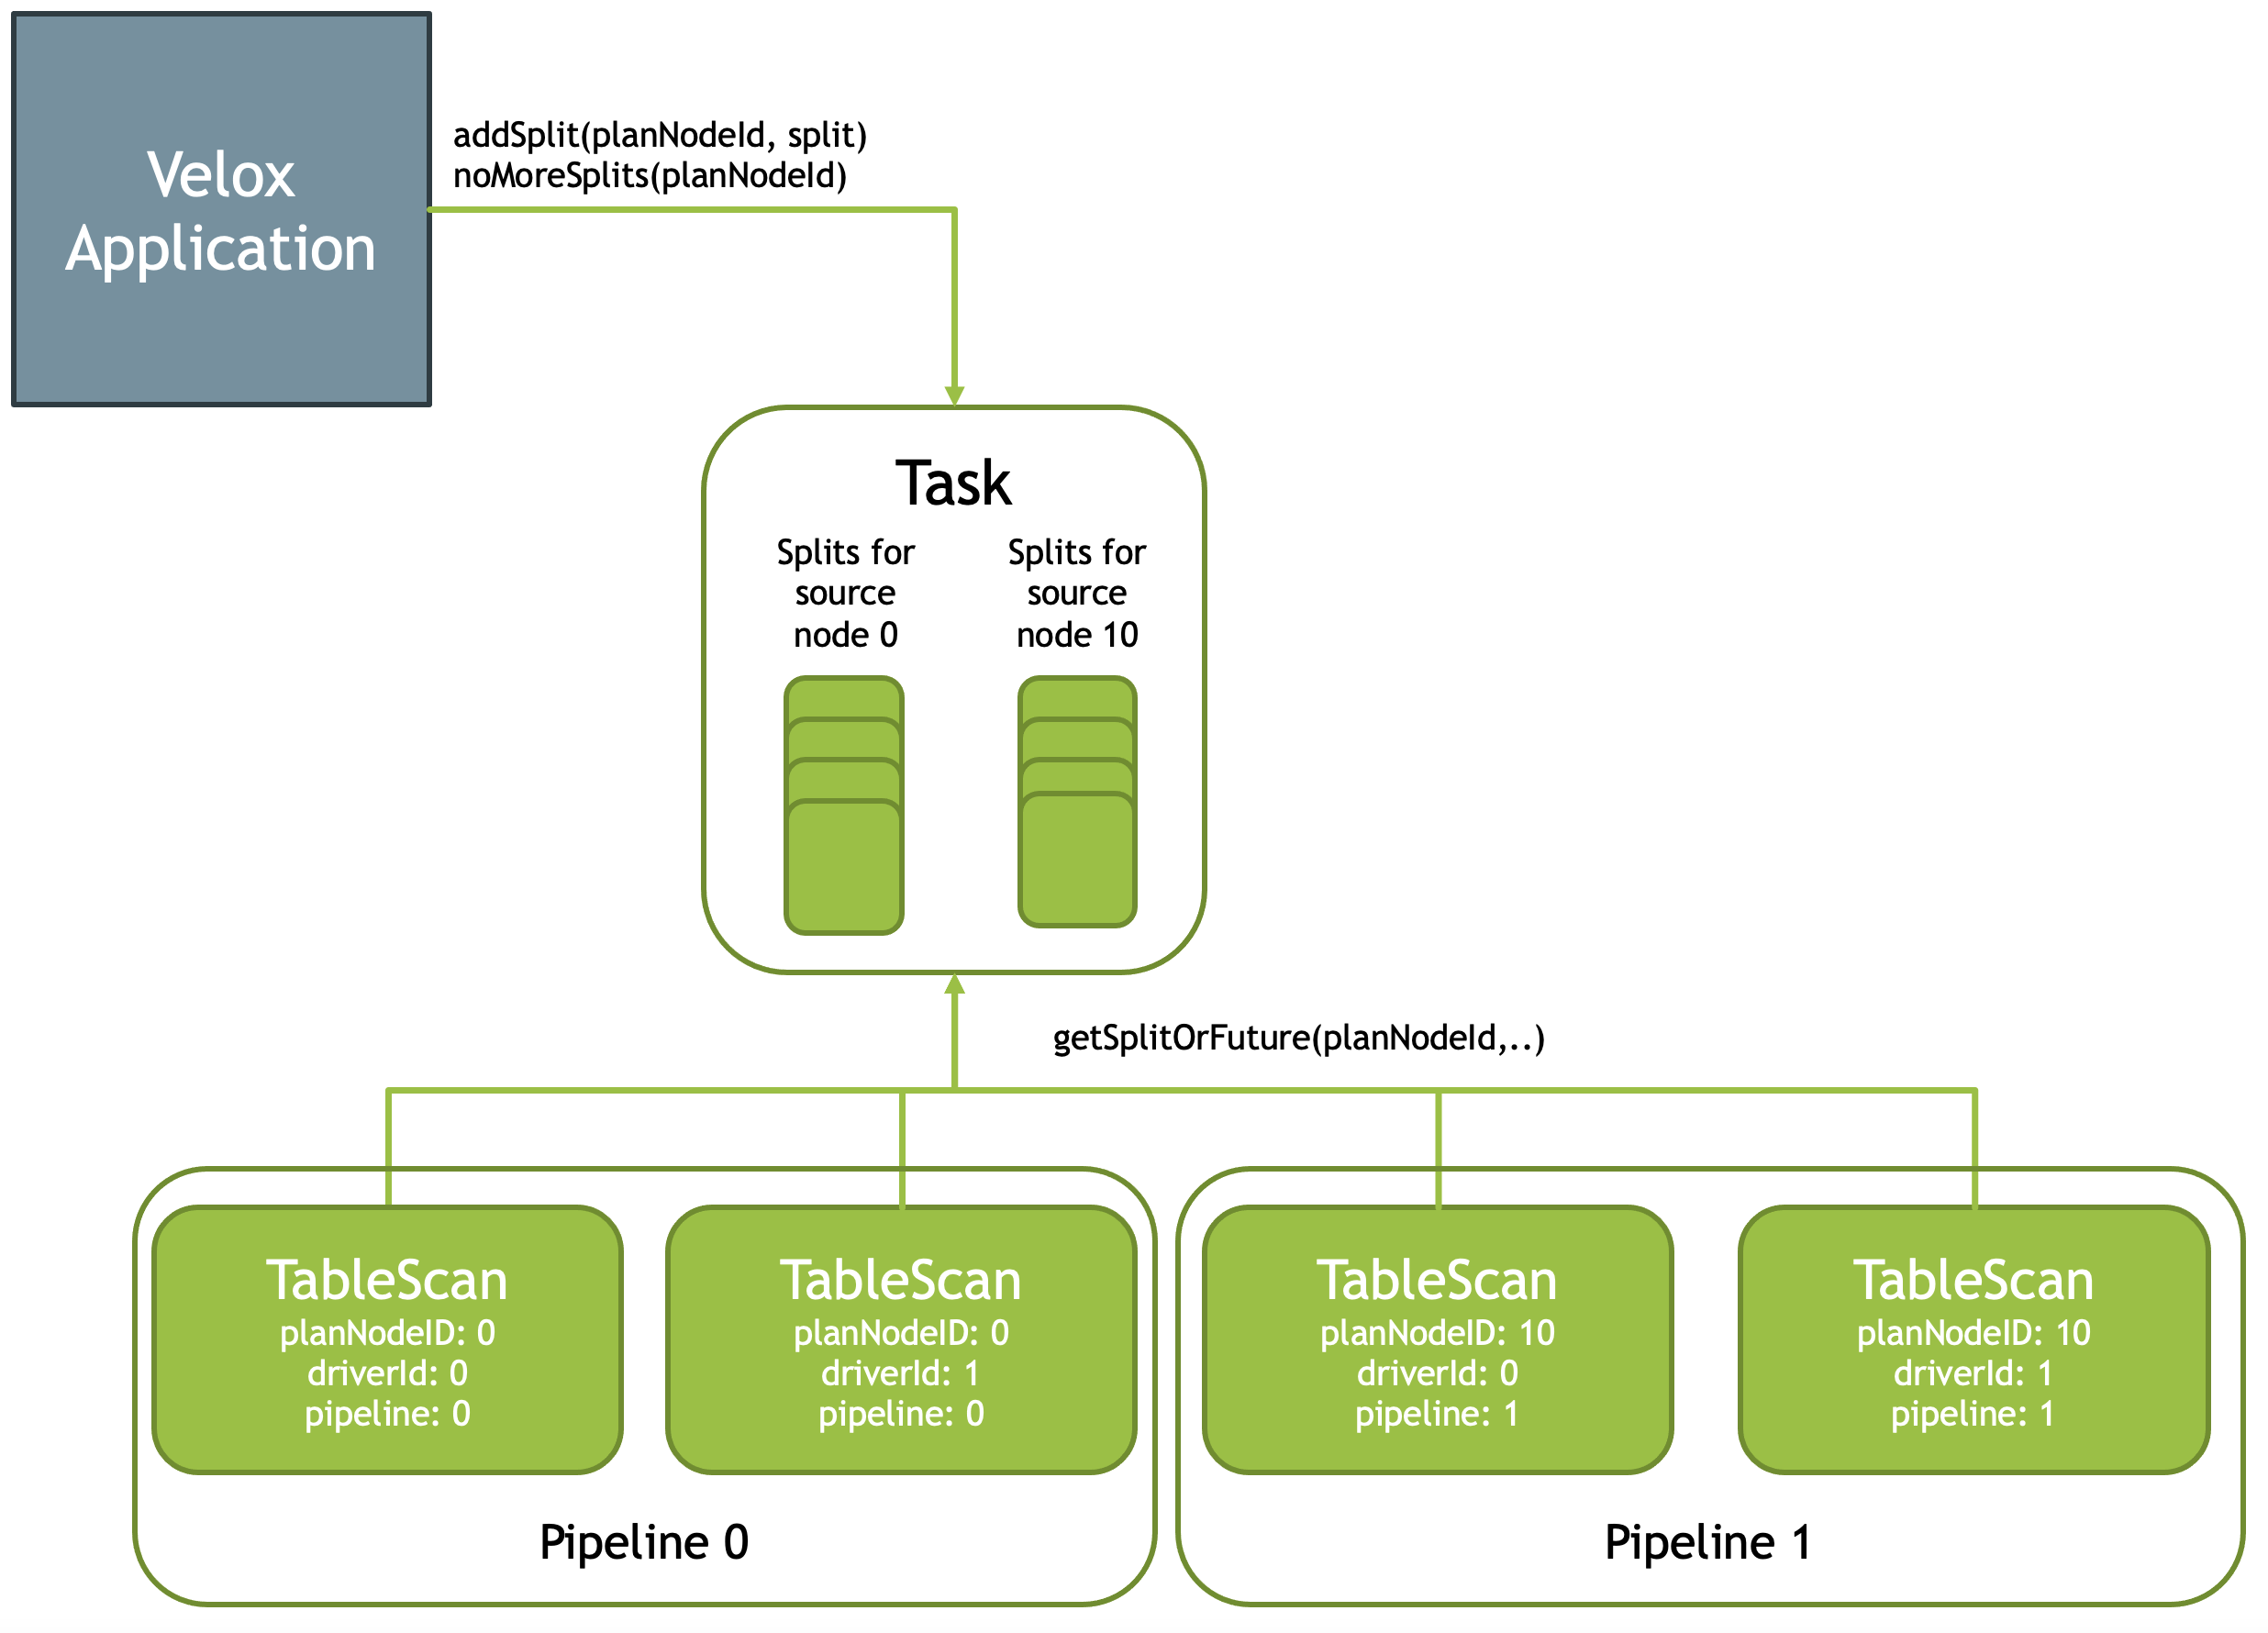 Velox
Application
addSplit(planNodeId, split)
noMoreSplits(planNodeId)
Task
Splits for
source
node 0
Splits for
source
node 10
getSplitOrFuture(planNodeId,..)
TableScan
planNodeID: 0
driverId: 0
pipeline: 0
TableScan
planNodeID: 0
driverId: 1
pipeline: 0
Pipeline 0
TableScan
planNodeID: 10
driverId: 0
pipeline: 1
TableScan
planNodeID: 10
driverId: 1
pipeline: 1
Pipeline 1